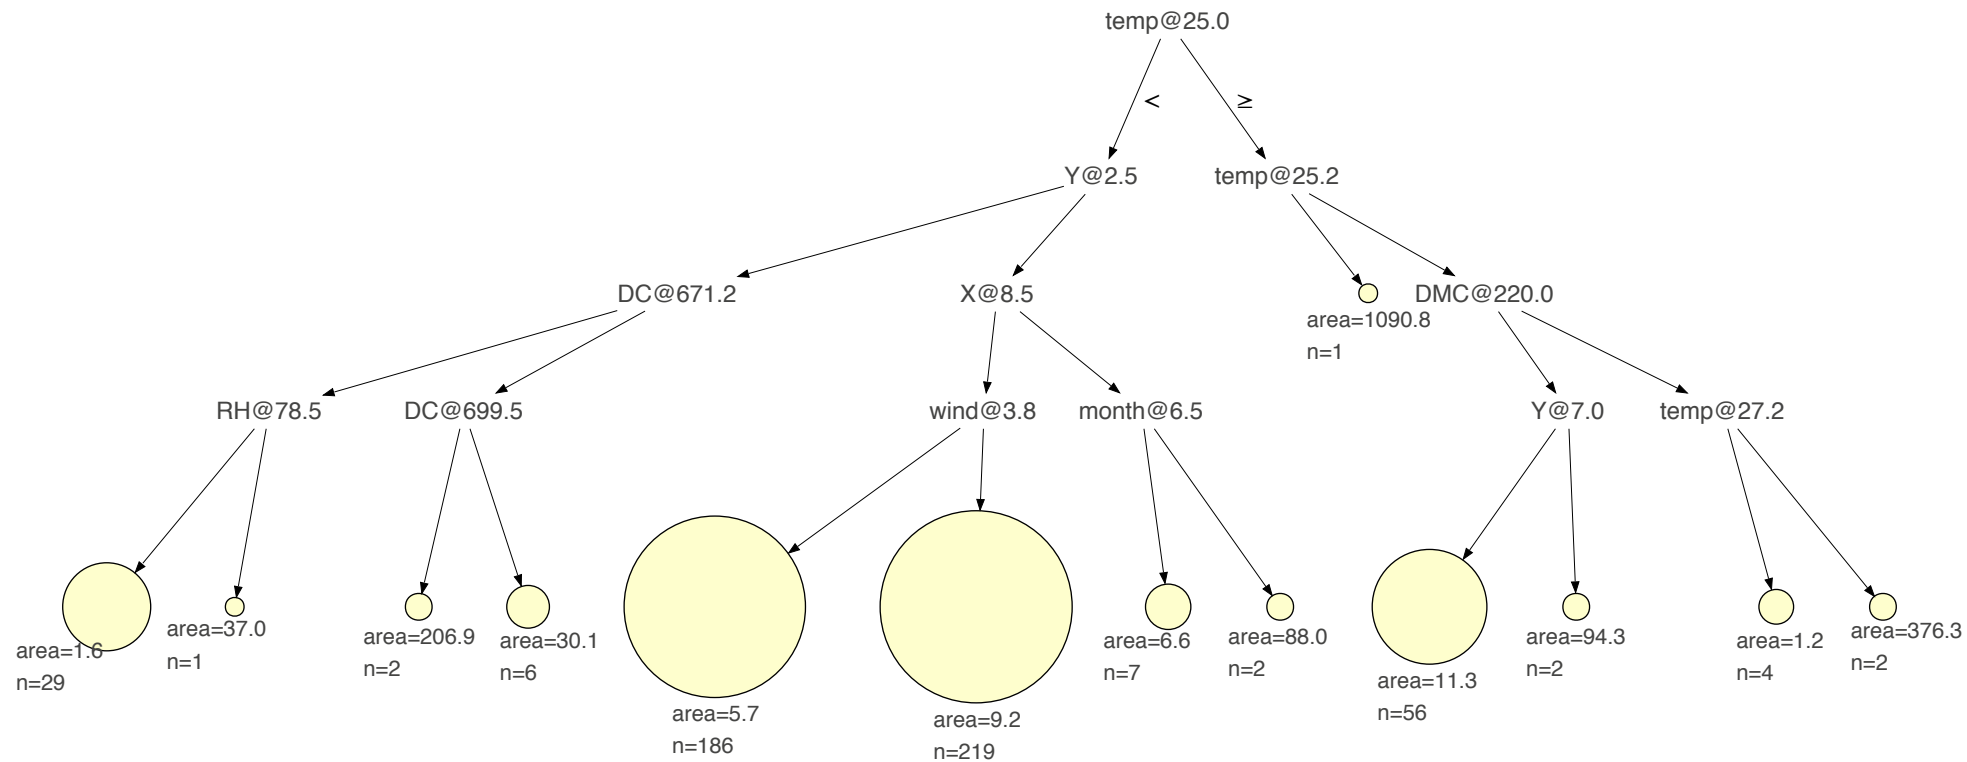 temp@25.0
<
≥
Y@2.5
temp@25.2
DC@671.2
X@8.5
area=1090.8
n=1
DMC@220.0
RH@78.5
DC@699.5
wind@3.8
month@6.5
Y@7.0
temp@27.2
area=1.6
n=29
area=37.0
n=1
area=206.9
n=2
area=30.1
n=6
area=5.7
n=186
area=9.2
n=219
area=6.6
n=7
area=88.0
n=2
area=11.3
n=56
area=94.3
n=2
area=1.2
n=4
area=376.3
n=2